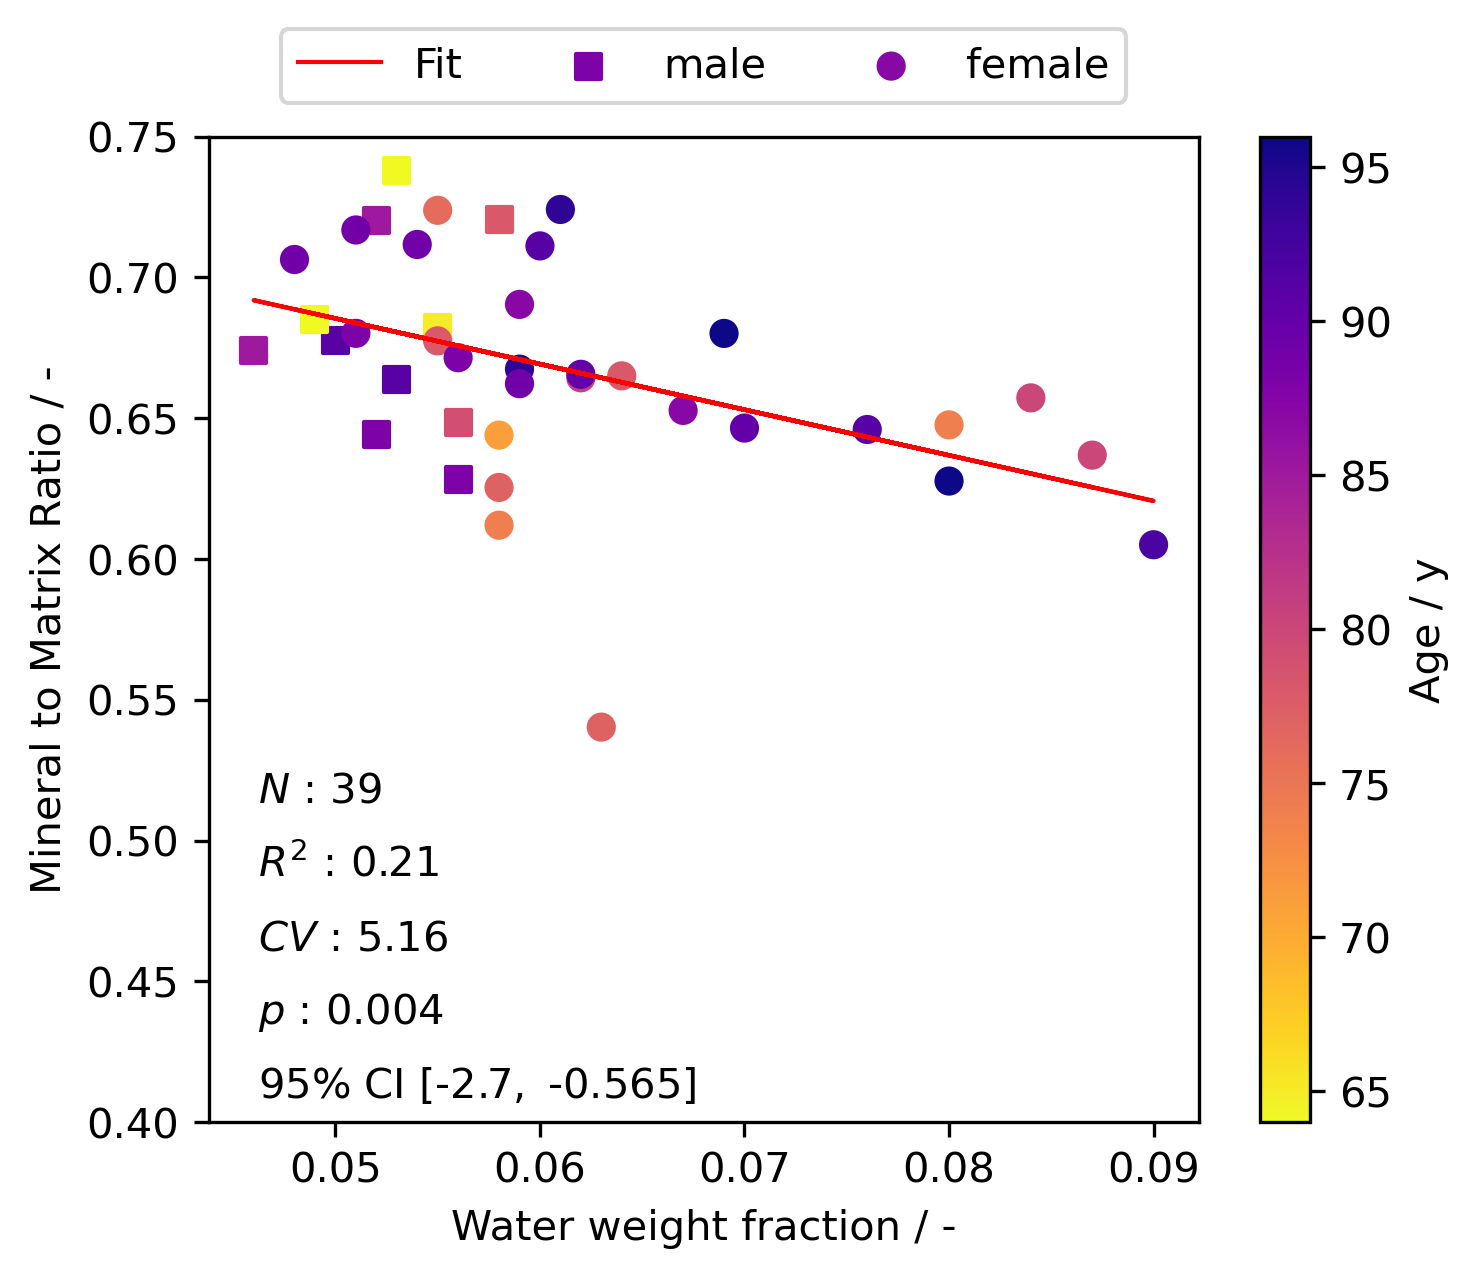 Fit male female
0.75
0.70
0.65
0.60
0.55
0.50
0.45
0.40
Mineral to Matrix Ratio / -
N : 39
R² : 0.21
CV : 5.16
p : 0.004
95% CI [-2.7, -0.565]
0.05 0.06 0.07 0.08 0.09
Water weight fraction / -
95
90
85
80
75
70
65
Age / y